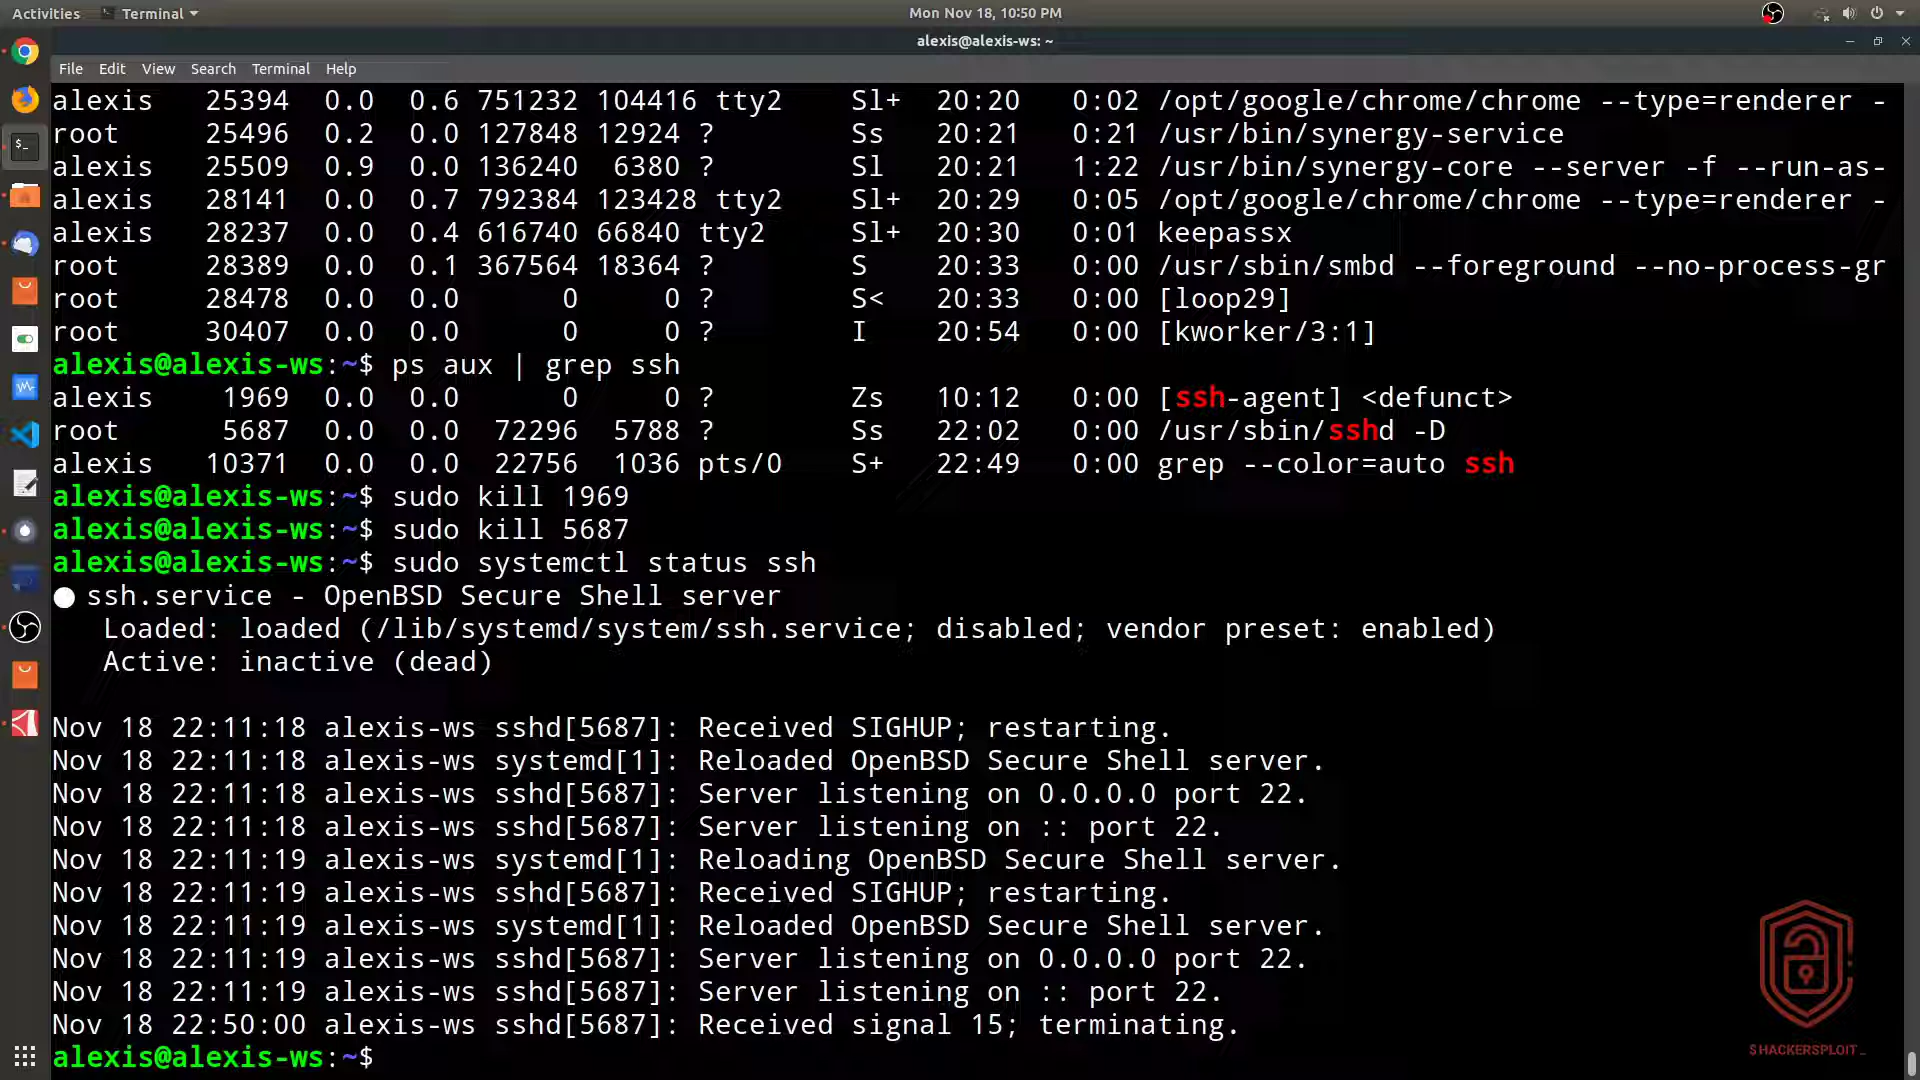 Activities Terminal Mon Nov 18, 10:50 PM
alexis@alexis-ws: ~
File Edit View Search Terminal Help
alexis 25394 0.0 0.6 751232 104416 tty2 Sl+ 20:20 0:02 /opt/google/chrome/chrome --type=renderer -
root 25496 0.2 0.0 127848 12924 ? Ss 20:21 0:21 /usr/bin/synergy-service
alexis 25509 0.9 0.0 136240 6380 ? Sl 20:21 1:22 /usr/bin/synergy-core --server -f --run-as-
alexis 28141 0.0 0.7 792384 123428 tty2 Sl+ 20:29 0:05 /opt/google/chrome/chrome --type=renderer -
alexis 28237 0.0 0.4 616740 66840 tty2 Sl+ 20:30 0:01 keepassx
root 28389 0.0 0.1 367564 18364 ? S 20:33 0:00 /usr/sbin/smbd --foreground --no-process-gr
root 28478 0.0 0.0 0 0 ? S< 20:33 0:00 [loop29]
root 30407 0.0 0.0 0 0 ? I 20:54 0:00 [kworker/3:1]
alexis@alexis-ws:~$ ps aux | grep ssh
alexis 1969 0.0 0.0 0 0 ? Zs 10:12 0:00 [ssh-agent] <defunct>
root 5687 0.0 0.0 72296 5788 ? Ss 22:02 0:00 /usr/sbin/sshd -D
alexis 10371 0.0 0.0 22756 1036 pts/0 S+ 22:49 0:00 grep --color=auto ssh
alexis@alexis-ws:~$ sudo kill 1969
alexis@alexis-ws:~$ sudo kill 5687
alexis@alexis-ws:~$ sudo systemctl status ssh
● ssh.service - OpenBSD Secure Shell server
Loaded: loaded (/lib/systemd/system/ssh.service; disabled; vendor preset: enabled)
Active: inactive (dead)
Nov 18 22:11:18 alexis-ws sshd[5687]: Received SIGHUP; restarting.
Nov 18 22:11:18 alexis-ws systemd[1]: Reloaded OpenBSD Secure Shell server.
Nov 18 22:11:18 alexis-ws sshd[5687]: Server listening on 0.0.0.0 port 22.
Nov 18 22:11:18 alexis-ws sshd[5687]: Server listening on :: port 22.
Nov 18 22:11:19 alexis-ws systemd[1]: Reloading OpenBSD Secure Shell server.
Nov 18 22:11:19 alexis-ws sshd[5687]: Received SIGHUP; restarting.
Nov 18 22:11:19 alexis-ws systemd[1]: Reloaded OpenBSD Secure Shell server.
Nov 18 22:11:19 alexis-ws sshd[5687]: Server listening on 0.0.0.0 port 22.
Nov 18 22:11:19 alexis-ws sshd[5687]: Server listening on :: port 22.
Nov 18 22:50:00 alexis-ws sshd[5687]: Received signal 15; terminating.
alexis@alexis-ws:~$
$HACKERSPLOIT_